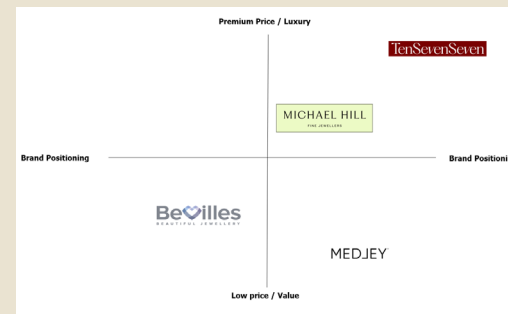 Premium Price / Luxury
TenSevenSeven
MICHAEL HILL
FINE JEWELLERS
Brand Positioning
Brand Positioni
Bevilles
BEAUTIFUL JEWELLERY
MEDLEY
Low price / Value